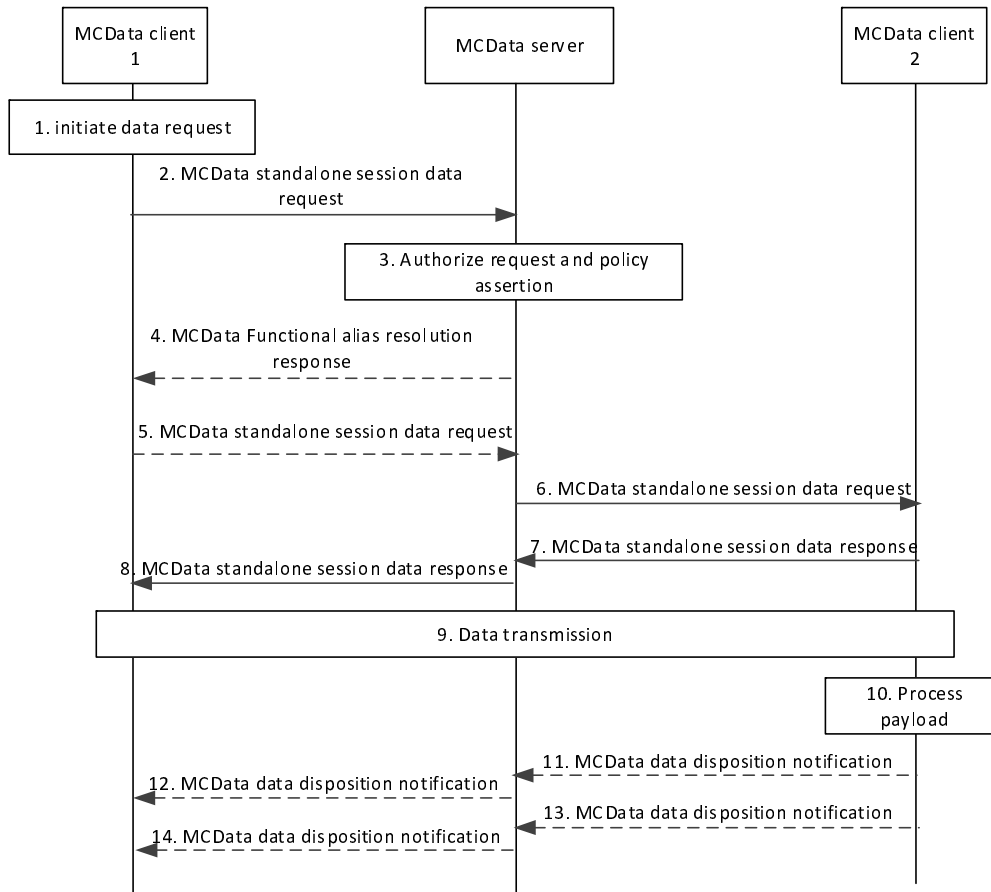 MCData client
1
MCData server
MCData client
2
1. initiate data request
2. MCData standalone session data
request
3. Authorize request and policy
assertion
4. MCData Functional alias resolution
response
5. MCData standalone session data request
6. MCData standalone session data request
7. MCData standalone session data response
8. MCData standalone session data response
9. Data transmission
10. Process
payload
11. MCData data disposition notification
12. MCData data disposition notification
13. MCData data disposition notification
14. MCData data disposition notification